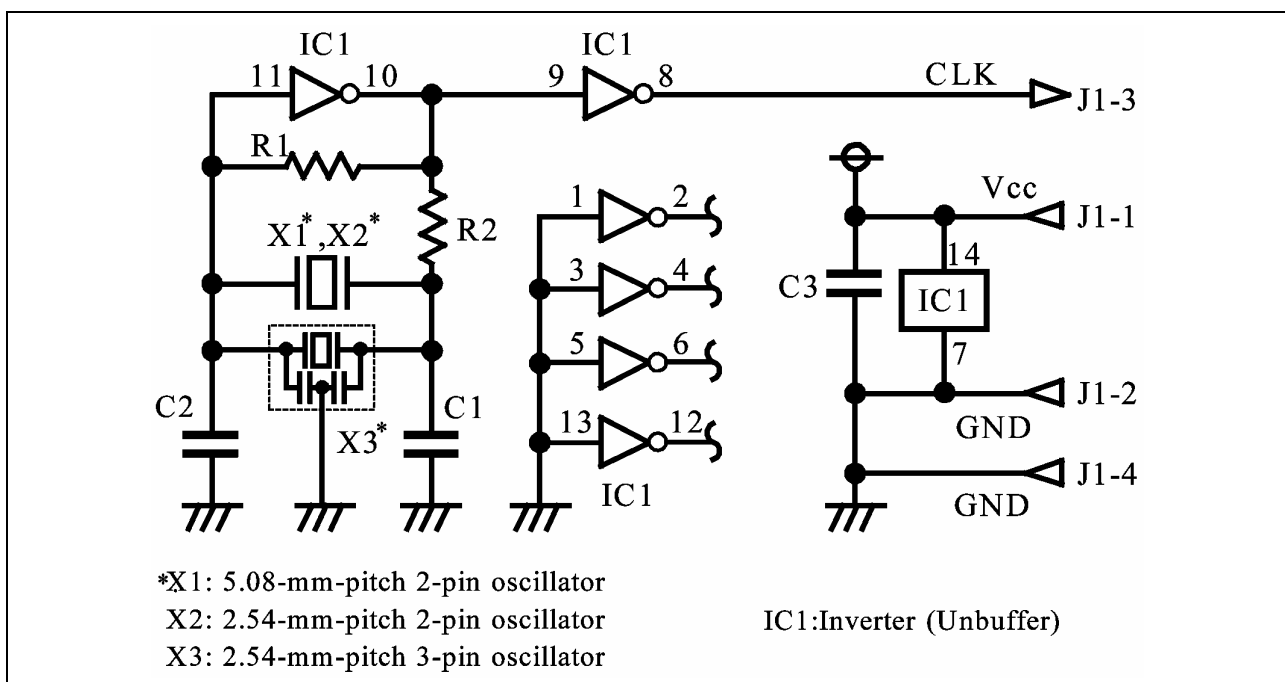 IC1
IC1
11
10
9
8
CLK
J1-3
R1
Vcc
J1-1
1
2
X1*,X2*
R2
14
3
4
C3
IC1
5
6
7
C2
C1
J1-2
X3*
13
12
GND
IC1
J1-4
GND
*X1: 5.08-mm-pitch 2-pin oscillator
X2: 2.54-mm-pitch 2-pin oscillator
IC1:Inverter (Unbuffer)
X3: 2.54-mm-pitch 3-pin oscillator